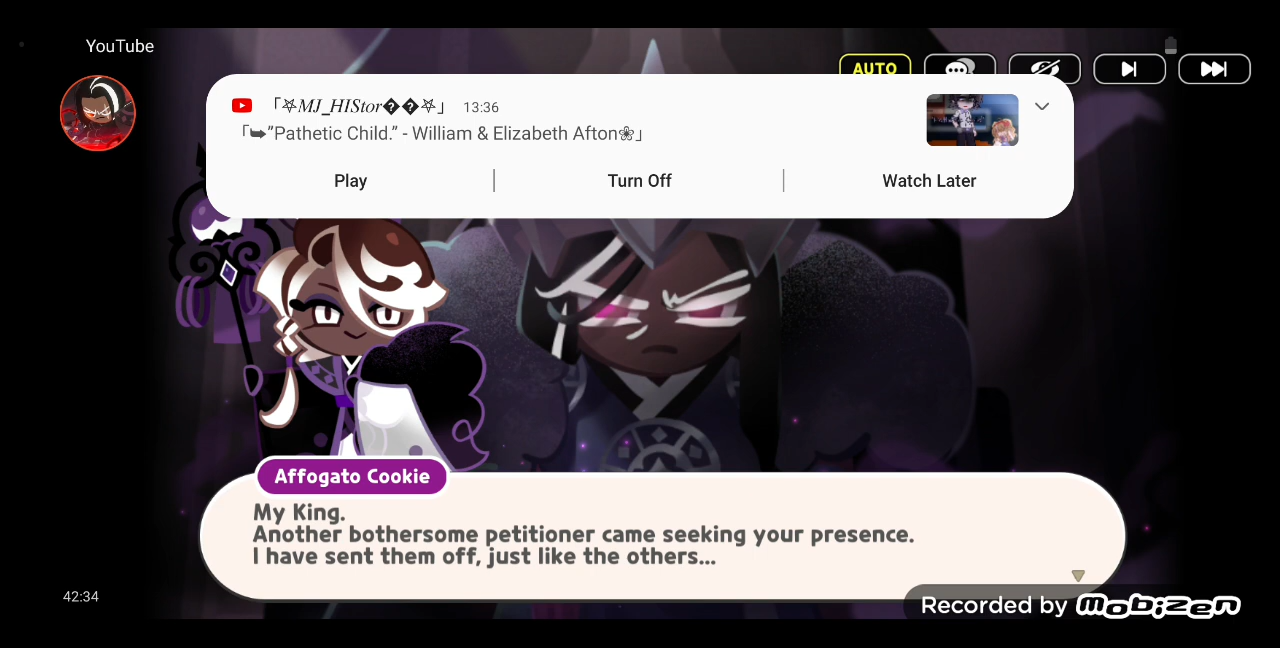 YouTube
AUTO
「⛧MJ_HIStor��⛧」 13:36
「➥”Pathetic Child.” - William & Elizabeth Afton❀」
Play
Turn Off
Watch Later
Affogato Cookie
My King.
Another bothersome petitioner came seeking your presence.
I have sent them off, just like the others...
42:34
Recorded by mobizen